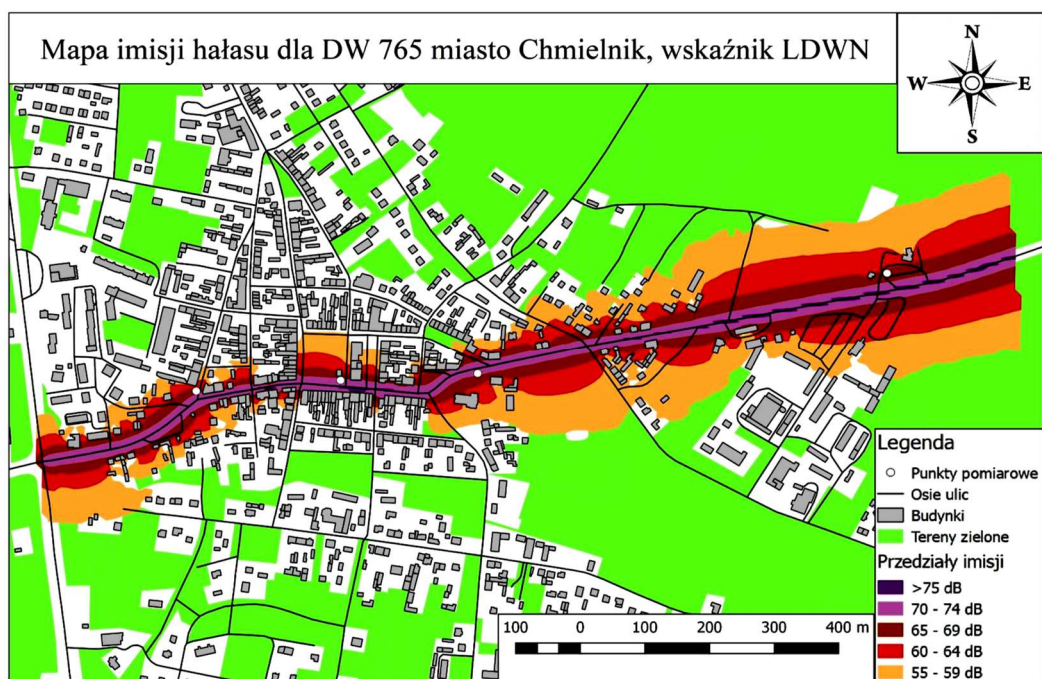 Mapa imisji hałasu dla DW 765 miasto Chmielnik, wskaźnik LDWN
N
W E
S
Legenda
Punkty pomiarowe
Osie ulic
Budynki
Tereny zielone
Przedziały imisji
>75 dB
70 - 74 dB
65 - 69 dB
60 - 64 dB
55 - 59 dB
100 0 100 200 300 400 m